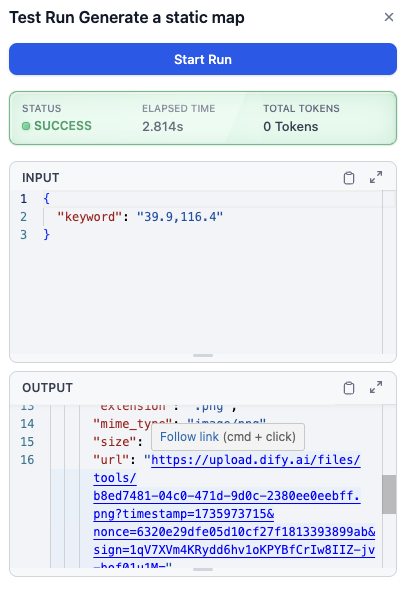 Test Run Generate a static map
Start Run
STATUS
SUCCESS
ELAPSED TIME
2.814s
TOTAL TOKENS
0 Tokens
INPUT
1 {
2 "keyword": "39.9,116.4"
3 }
OUTPUT
13 "extension": ".png",
14 "mime_type": "image/png"
Follow link (cmd + click)
15 "size":
16 "url": "https://upload.dify.ai/files/
tools/
b8ed7481-04c0-471d-9d0c-2380ee0eebff.
png?timestamp=1735973715&
nonce=6320e29dfe05d10cf27f1813393899ab&
sign=1qV7XVm4KRydd6hv1oKPYBfCrIw8IIZ-jv